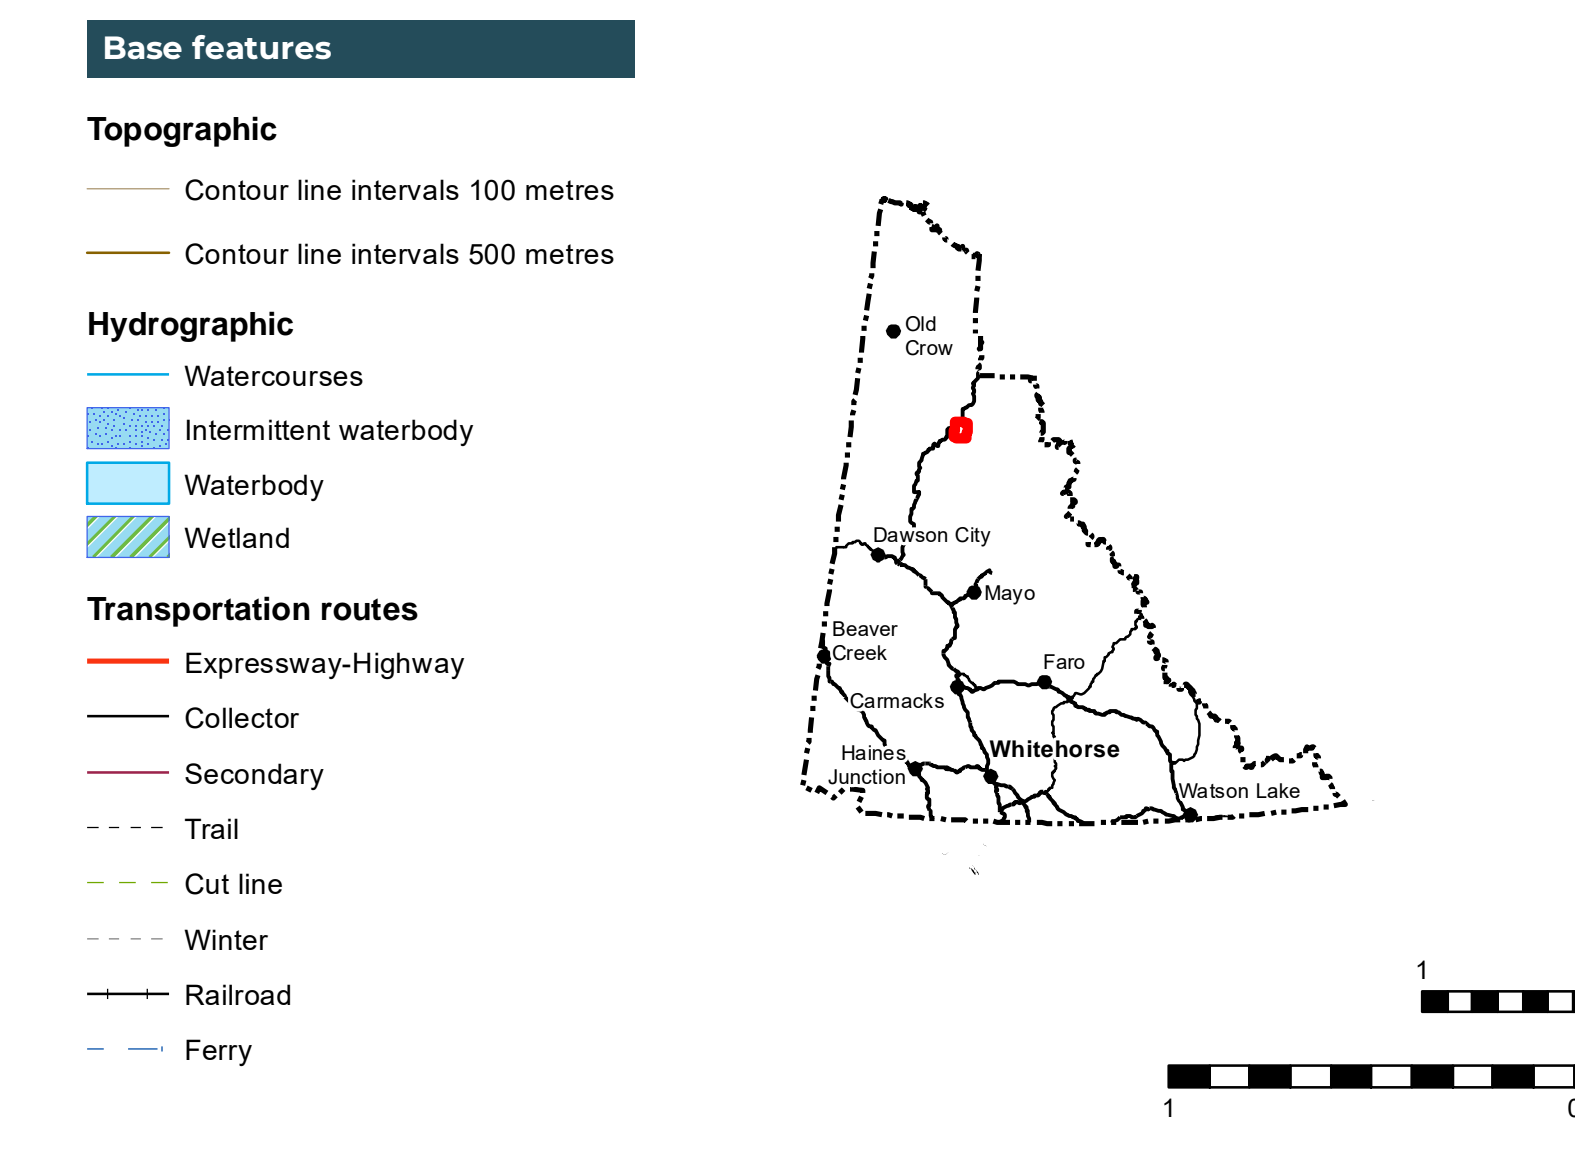 Base features
Topographic
Contour line intervals 100 metres
Contour line intervals 500 metres
Hydrographic
Watercourses
Intermittent waterbody
Waterbody
Wetland
Transportation routes
Expressway-Highway
Collector
Secondary
Trail
Cut line
Winter
Railroad
Ferry
Old
Crow
Dawson City
Mayo
Beaver
Creek
Faro
Carmacks
Whitehorse
Haines
Junction
Watson Lake
1
1